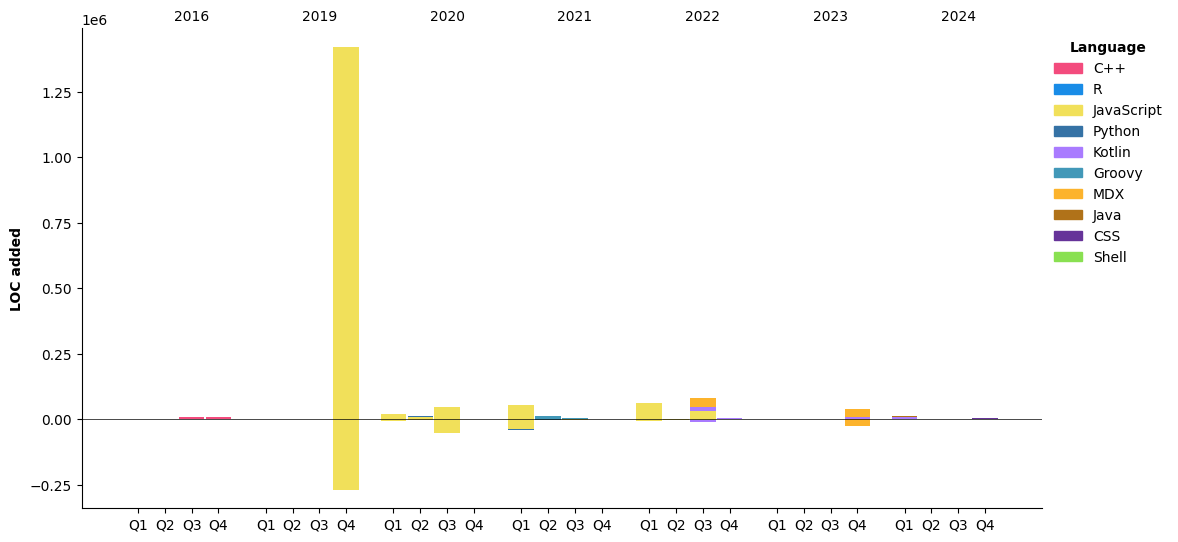 1e6
2016 2019 2020 2021 2022 2023 2024
LOC added
1.25
1.00
0.75
0.50
0.25
0.00
−0.25
Q1 Q2 Q3 Q4 Q1 Q2 Q3 Q4 Q1 Q2 Q3 Q4 Q1 Q2 Q3 Q4 Q1 Q2 Q3 Q4 Q1 Q2 Q3 Q4 Q1 Q2 Q3 Q4
Language
C++
R
JavaScript
Python
Kotlin
Groovy
MDX
Java
CSS
Shell